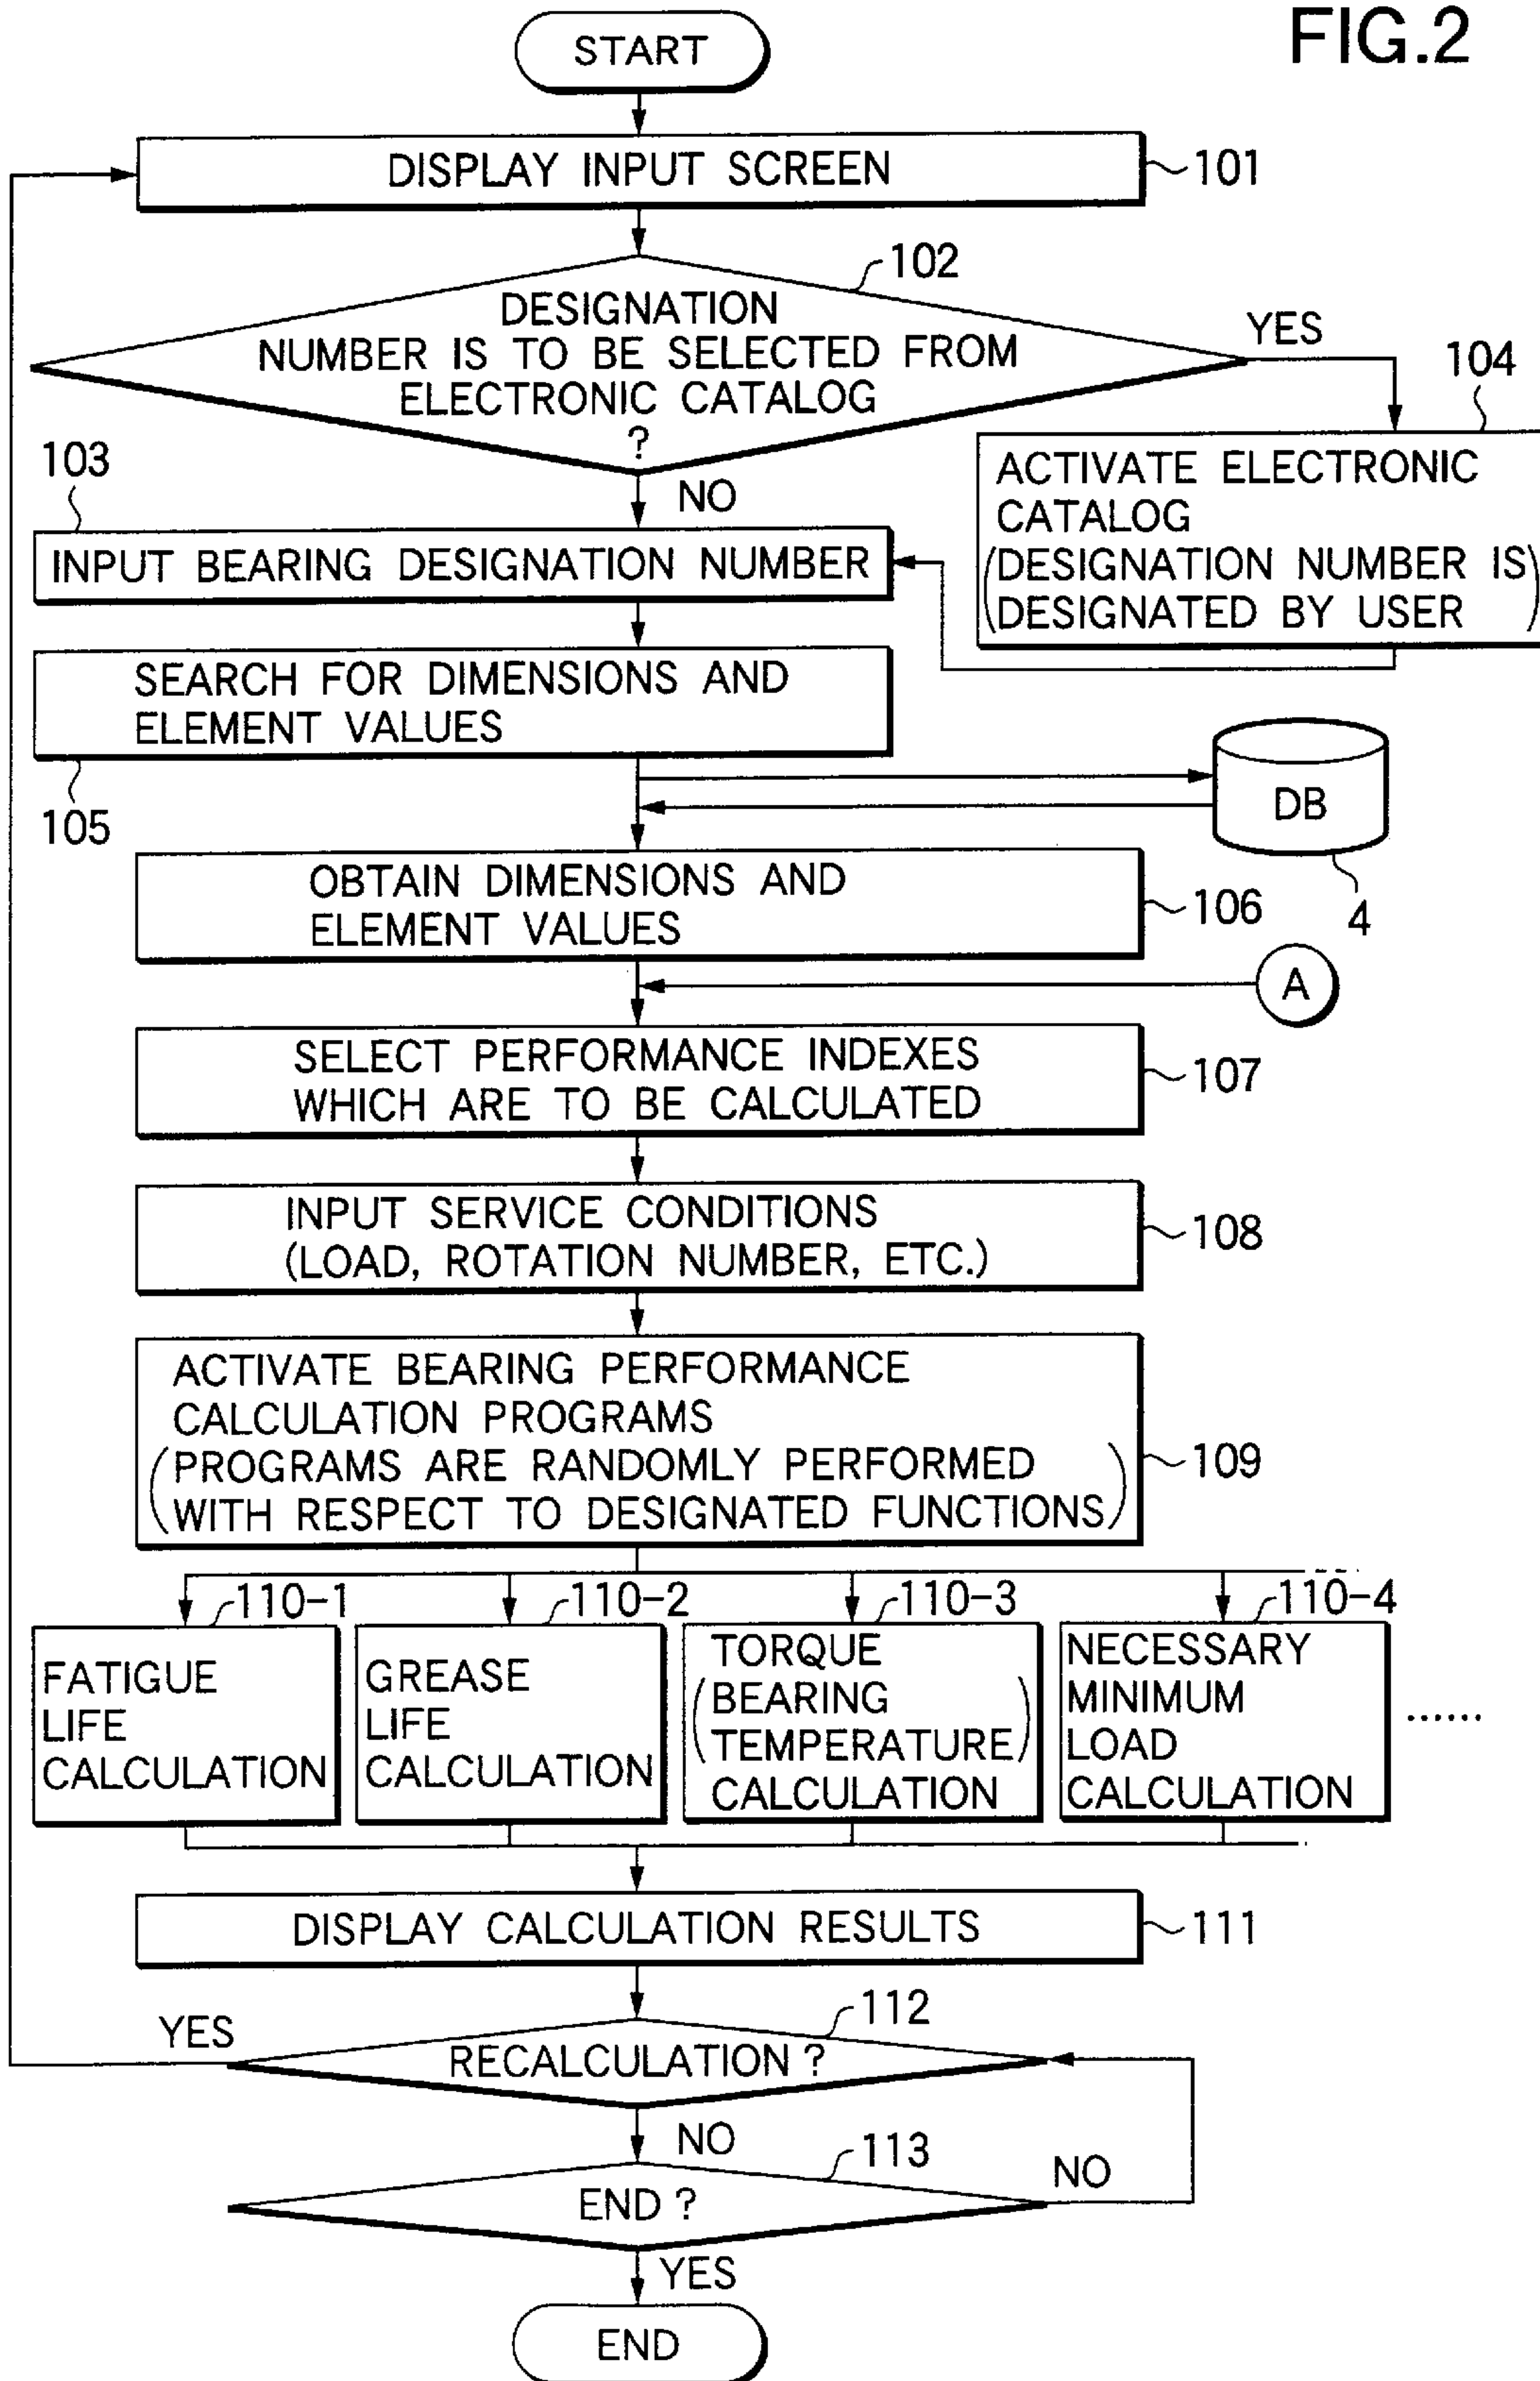 FIG.2
START
DISPLAY INPUT SCREEN
101
102
DESIGNATION
NUMBER IS TO BE SELECTED FROM
ELECTRONIC CATALOG
?
YES
104
ACTIVATE ELECTRONIC
CATALOG
(DESIGNATION NUMBER IS
DESIGNATED BY USER)
NO
103
INPUT BEARING DESIGNATION NUMBER
SEARCH FOR DIMENSIONS AND
ELEMENT VALUES
105
DB
4
OBTAIN DIMENSIONS AND
ELEMENT VALUES
106
A
SELECT PERFORMANCE INDEXES
WHICH ARE TO BE CALCULATED
107
INPUT SERVICE CONDITIONS
(LOAD, ROTATION NUMBER, ETC.)
108
ACTIVATE BEARING PERFORMANCE
CALCULATION PROGRAMS
(PROGRAMS ARE RANDOMLY PERFORMED
WITH RESPECT TO DESIGNATED FUNCTIONS)
109
110-1
FATIGUE
LIFE
CALCULATION
110-2
GREASE
LIFE
CALCULATION
110-3
TORQUE
(BEARING
TEMPERATURE)
CALCULATION
110-4
NECESSARY
MINIMUM
LOAD
CALCULATION
......
DISPLAY CALCULATION RESULTS
111
112
YES
RECALCULATION ?
NO
113
END ?
NO
YES
END